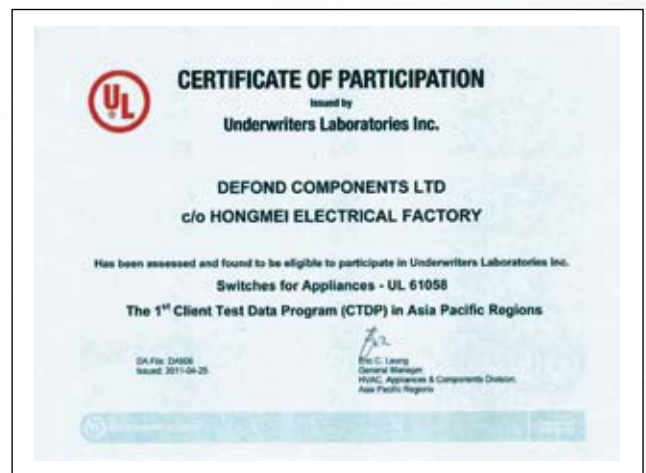 UL
CERTIFICATE OF PARTICIPATION
Issued by
Underwriters Laboratories Inc.
DEFOND COMPONENTS LTD
c/o HONGMEI ELECTRICAL FACTORY
Has been assessed and found to be eligible to participate in Underwriters Laboratories Inc.
Switches for Appliances - UL 61058
The 1st Client Test Data Program (CTDP) in Asia Pacific Regions
DA File:
Issued: 2011-04-25
Eric C. Leung
General Manager
HVAC, Appliances & Components Division,
Asia Pacific Regions